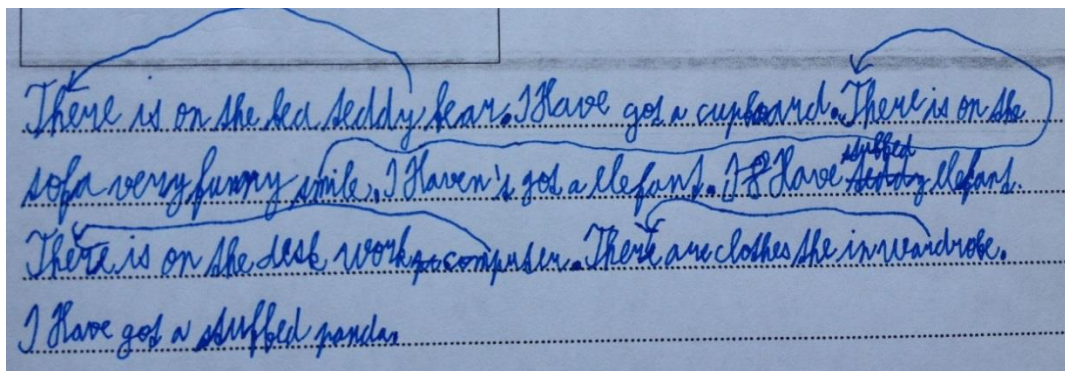 There is on the bed teddy bear. I Have got a cupboard. There is on the
sofa very funny smile. I Haven't got a elefant. I Have stuffed elefant.
There is on the desk work computer. There are clothes the in wardrobe.
I Have got a stuffed panda.